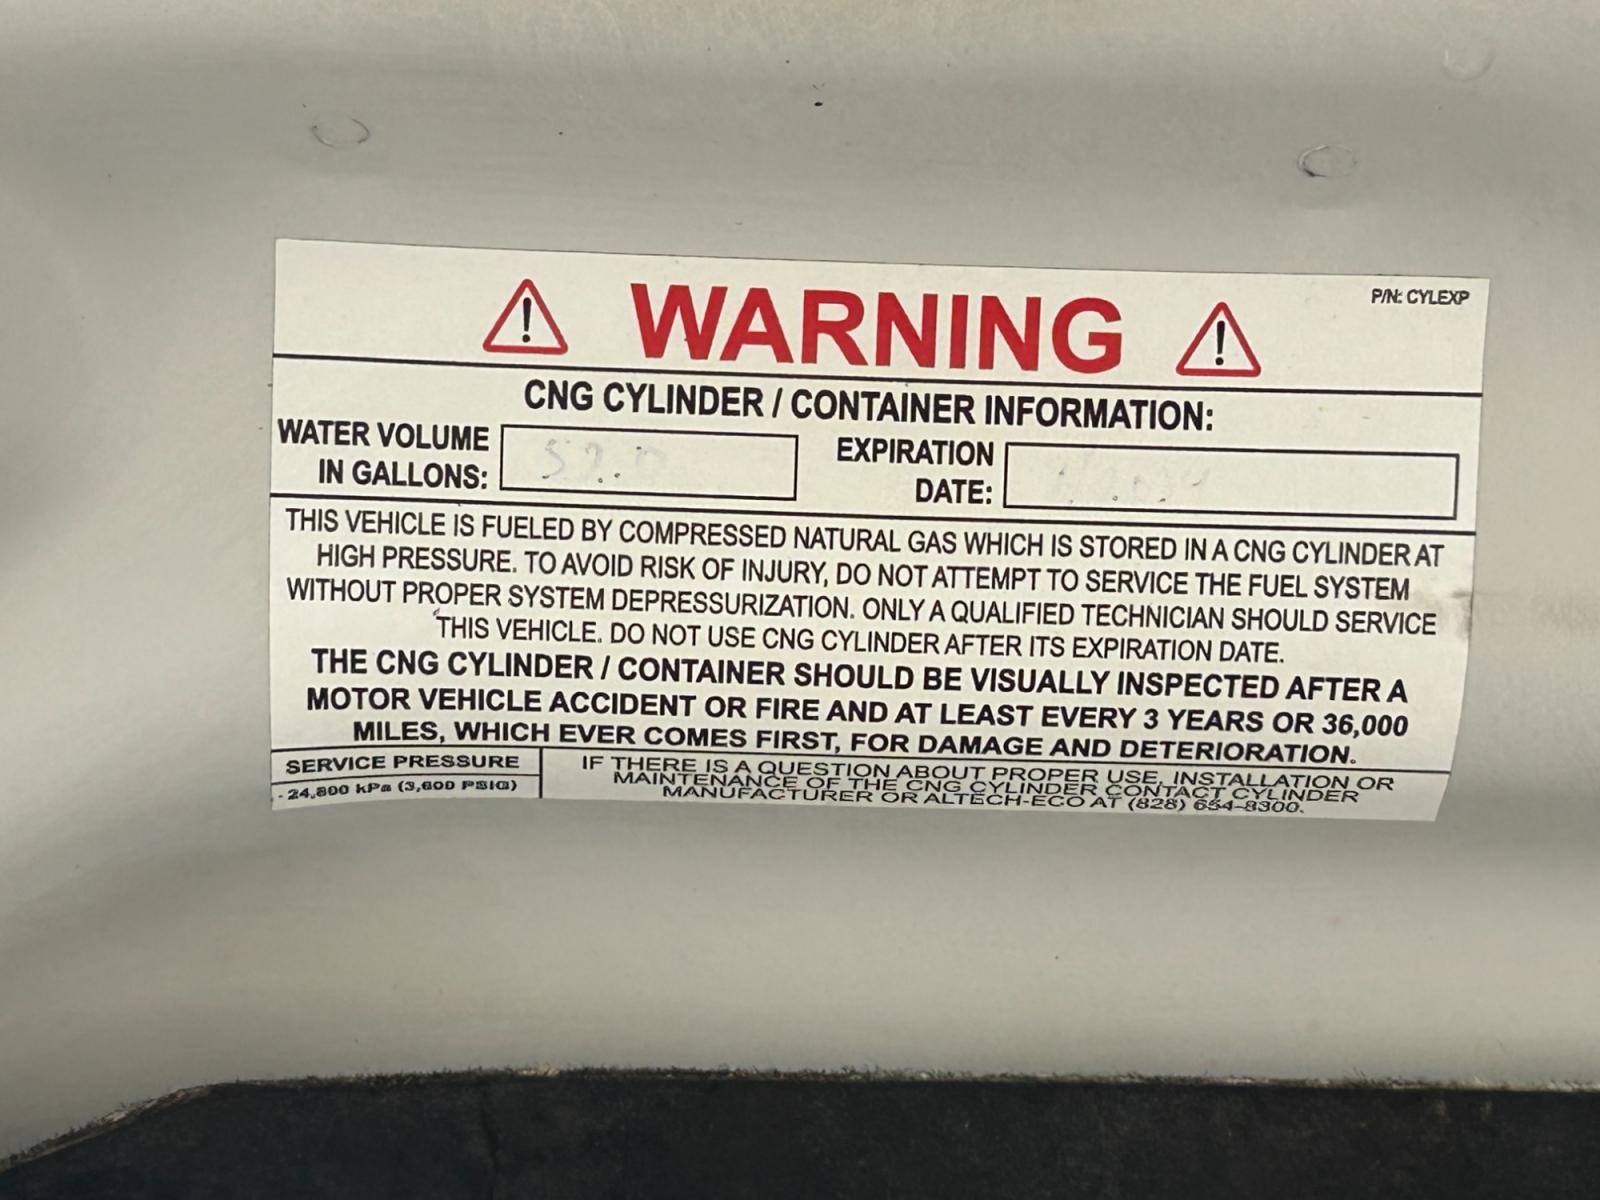 WARNING
P/N: CYLEXP
CNG CYLINDER / CONTAINER INFORMATION:
WATER VOLUME
IN GALLONS:
EXPIRATION
DATE:
THIS VEHICLE IS FUELED BY COMPRESSED NATURAL GAS WHICH IS STORED IN A CNG CYLINDER AT
HIGH PRESSURE. TO AVOID RISK OF INJURY, DO NOT ATTEMPT TO SERVICE THE FUEL SYSTEM
WITHOUT PROPER SYSTEM DEPRESSURIZATION. ONLY A QUALIFIED TECHNICIAN SHOULD SERVICE
THIS VEHICLE. DO NOT USE CNG CYLINDER AFTER ITS EXPIRATION DATE.
THE CNG CYLINDER / CONTAINER SHOULD BE VISUALLY INSPECTED AFTER A
MOTOR VEHICLE ACCIDENT OR FIRE AND AT LEAST EVERY 3 YEARS OR 36,000
MILES, WHICH EVER COMES FIRST, FOR DAMAGE AND DETERIORATION.
SERVICE PRESSURE
24,800 kPa (3,600 PSIG)
IF THERE IS A QUESTION ABOUT PROPER USE, INSTALLATION OR
MAINTENANCE OF THE CNG CYLINDER CONTACT CYLINDER
MANUFACTURER OR ALTECH-ECO AT (828) 654-8300.